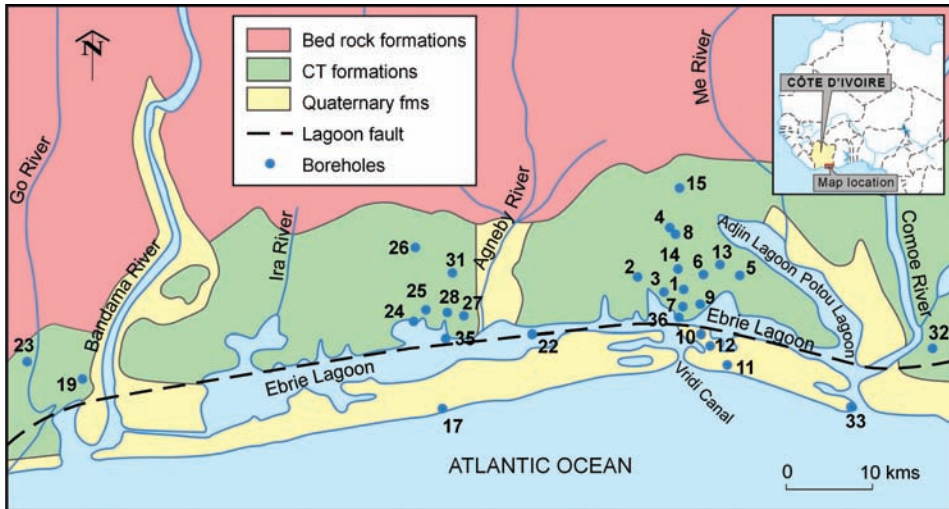 N
Bed rock formations
CT formations
Quaternary fms
Lagoon fault
Boreholes
CÔTE D'IVOIRE
Map location
Go River
Bandama River
Ira River
Agneby River
Me River
Comoe River
Adjin Lagoon
Potou Lagoon
15
4
8
26
31
14
6
13
5
2
3
1
25
28
27
24
7
9
36
35
22
10
12
11
Ebrie Lagoon
Ebrie Lagoon
32
23
19
17
Vridi Canal
33
ATLANTIC OCEAN
0 10 kms